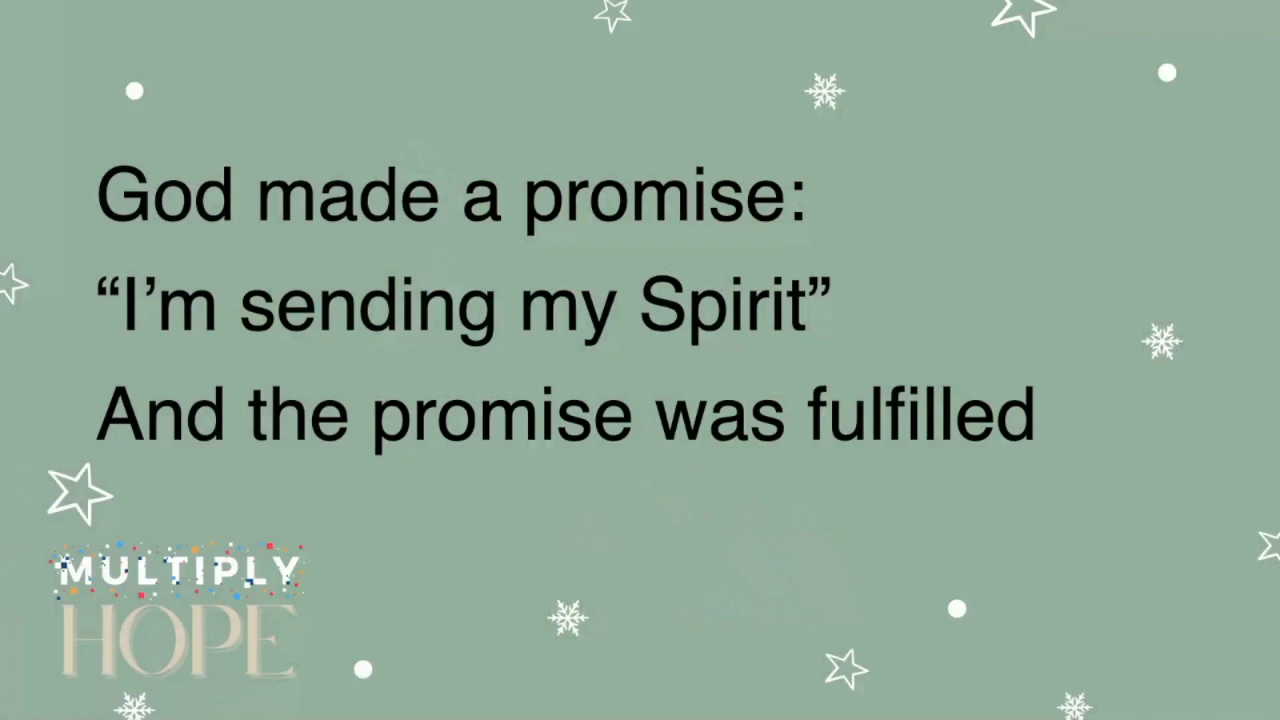 God made a promise:
“I’m sending my Spirit”
And the promise was fulfilled
MULTIPLY
HOPE